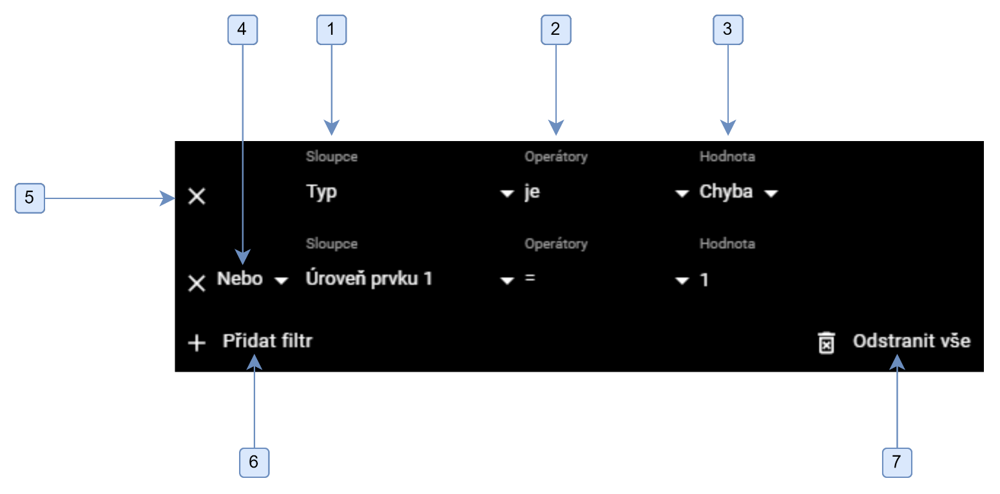 4 1 2 3
Sloupce Operátory Hodnota
5 Typ je Chyba
Sloupce Operátory Hodnota
Nebo Úroveň prvku 1 = 1
Přidat filtr Odstranit vše
6 7